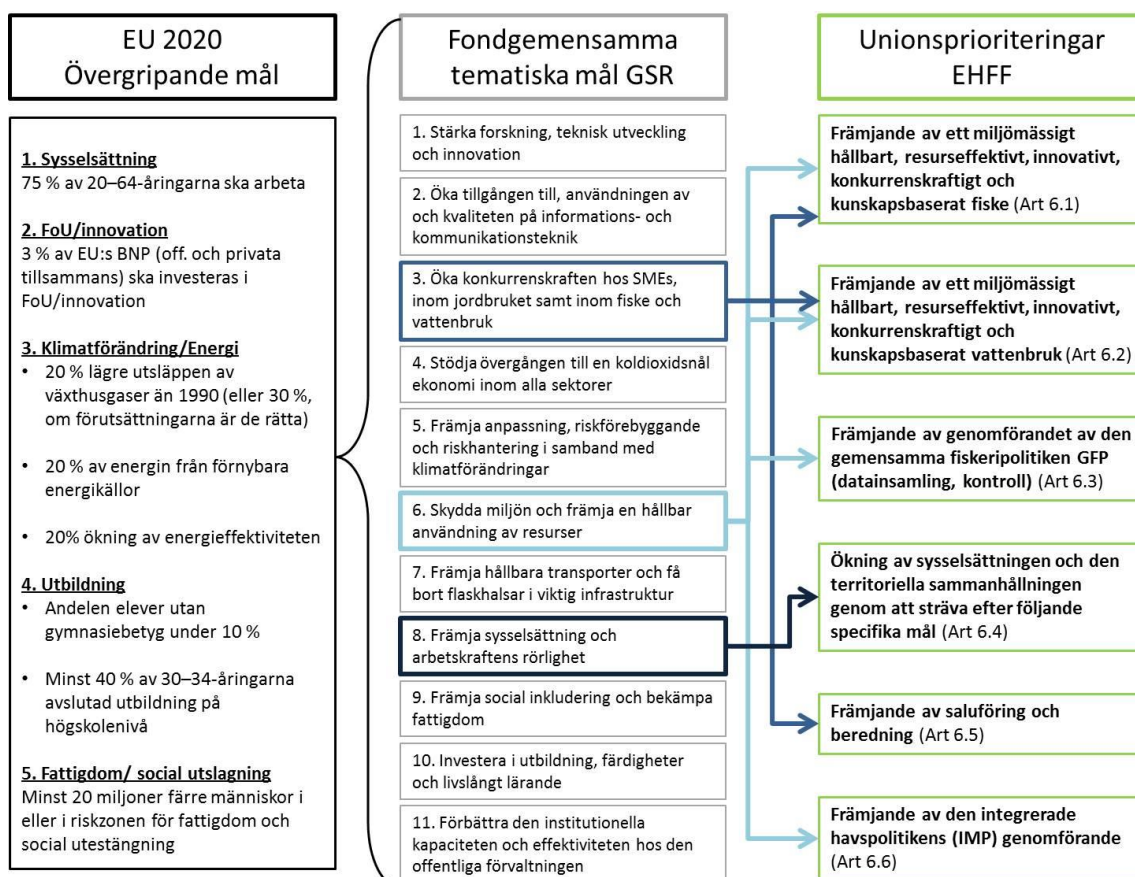 EU 2020
Övergripande mål
1. Sysselsättning
75 % av 20–64-åringarna ska arbeta
2. FoU/innovation
3 % av EU:s BNP (off. och privata
tillsammans) ska investeras i
FoU/innovation
3. Klimatförändring/Energi
• 20 % lägre utsläppen av
växthusgaser än 1990 (eller 30 %,
om förutsättningarna är de rätta)
• 20 % av energin från förnybara
energikällor
• 20% ökning av energieffektiviteten
4. Utbildning
• Andelen elever utan
gymnasiebetyg under 10 %
• Minst 40 % av 30–34-åringarna
avslutad utbildning på
högskolenivå
5. Fattigdom/ social utslagning
Minst 20 miljoner färre människor i
eller i riskzonen för fattigdom och
social utestängning
Fondgemensamma
tematiska mål GSR
1. Stärka forskning, teknisk utveckling
och innovation
2. Öka tillgången till, användningen av
och kvaliteten på informations- och
kommunikationsteknik
3. Öka konkurrenskraften hos SMEs,
inom jordbruket samt inom fiske och
vattenbruk
4. Stödja övergången till en koldioxidsnål
ekonomi inom alla sektorer
5. Främja anpassning, riskförebyggande
och riskhantering i samband med
klimatförändringar
6. Skydda miljön och främja en hållbar
användning av resurser
7. Främja hållbara transporter och få
bort flaskhalsar i viktig infrastruktur
8. Främja sysselsättning och
arbetskraftens rörlighet
9. Främja social inkludering och bekämpa
fattigdom
10. Investera i utbildning, färdigheter
och livslångt lärande
11. Förbättra den institutionella
kapaciteten och effektiviteten hos den
offentliga förvaltningen
Unionsprioriteringar
EHFF
Främjande av ett miljömässigt
hållbart, resurseffektivt, innovativt,
konkurrenskraftigt och
kunskapsbaserat fiske (Art 6.1)
Främjande av ett miljömässigt
hållbart, resurseffektivt, innovativt,
konkurrenskraftigt och
kunskapsbaserat vattenbruk (Art 6.2)
Främjande av genomförandet av den
gemensamma fiskeripolitiken GFP
(datainsamling, kontroll) (Art 6.3)
Ökning av sysselsättningen och den
territoriella sammanhållningen
genom att sträva efter följande
specifika mål (Art 6.4)
Främjande av saluföring och
beredning (Art 6.5)
Främjande av den integrerade
havspolitikens (IMP) genomförande
(Art 6.6)